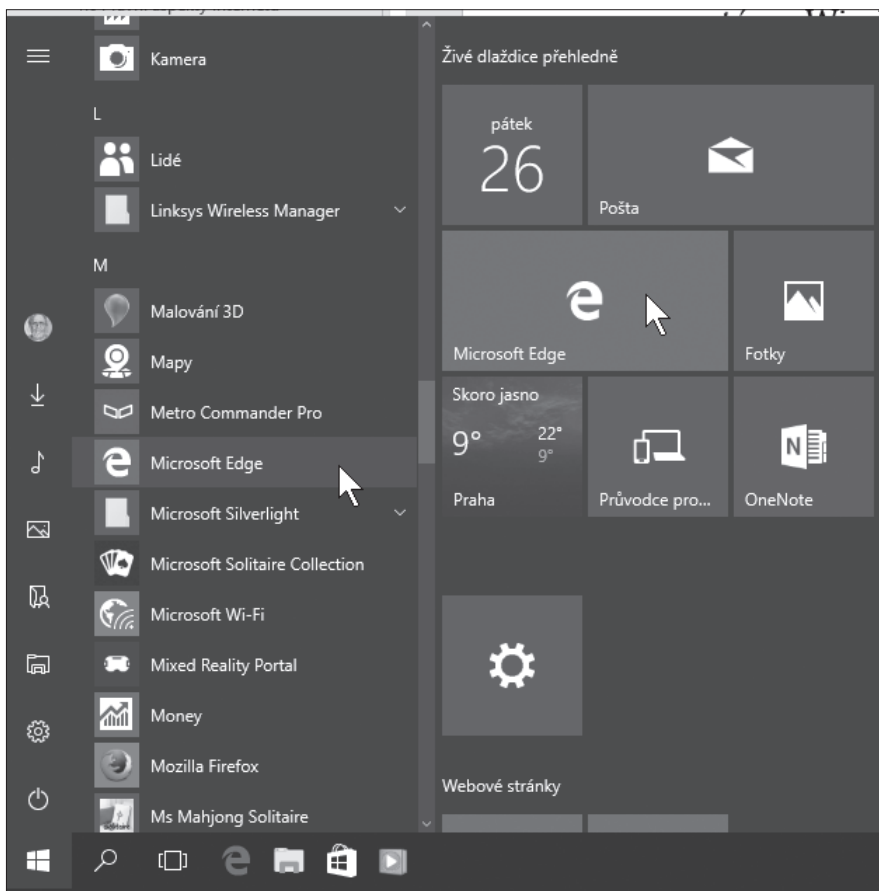 Kamera
L
Lidé
Linksys Wireless Manager
M
Malování 3D
Mapy
Metro Commander Pro
Microsoft Edge
Microsoft Silverlight
Microsoft Solitaire Collection
Microsoft Wi-Fi
Mixed Reality Portal
Money
Mozilla Firefox
Ms Mahjong Solitaire
Živé dlaždice přehledně
pátek
26
Pošta
Microsoft Edge
Fotky
Skoro jasno
9° 22°
9°
Praha
Průvodce pro...
OneNote
Webové stránky